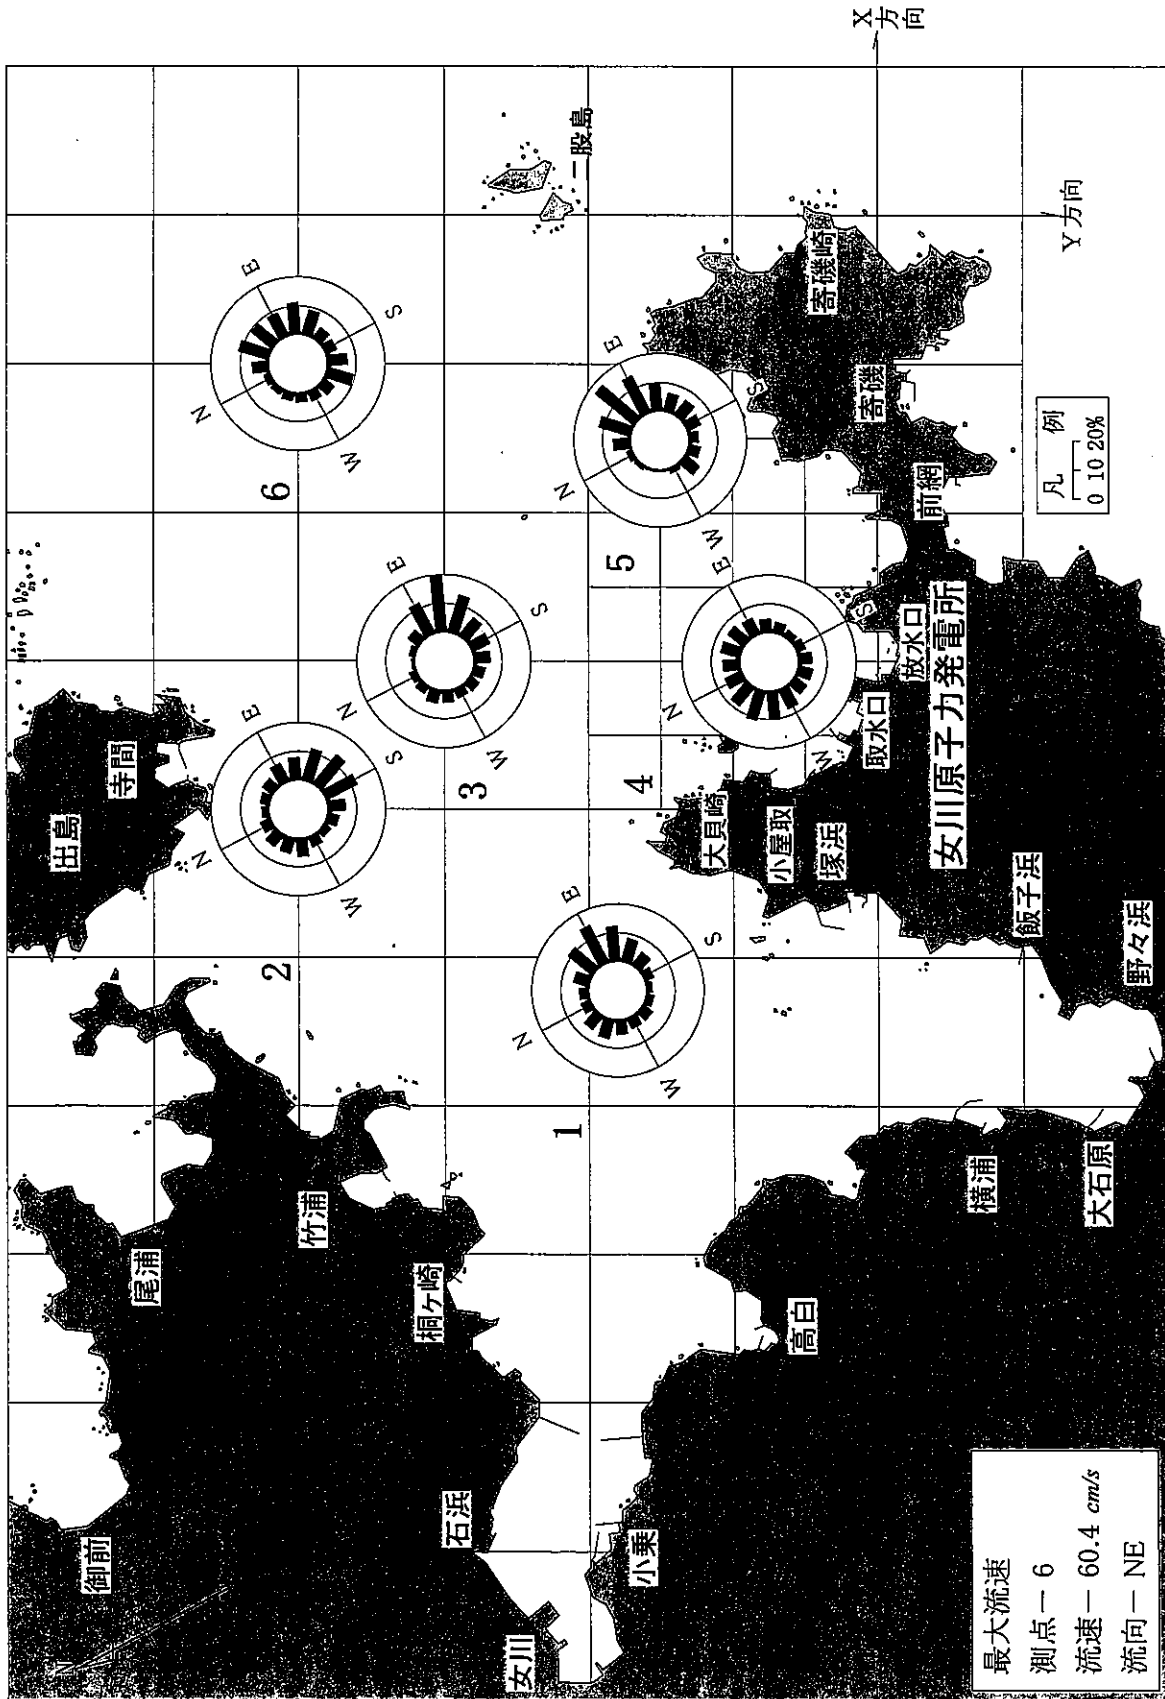 御前
尾浦
竹浦
桐ケ崎
石浜
女川
小乗
高白
横浦
大石原
野々浜
飯子浜
塚浜
小屋取
大貝崎
出島
寺間
二股島
寄磯崎
寄磯
前網
女川原子力発電所
取水口
放水口
1
N
E
S
W
2
N
E
S
W
3
N
E
S
W
4
N
E
S
W
5
N
E
S
W
6
N
E
S
W
X方向
Y方向
凡 例
0 10 20%
最大流速
測点－6
流速－60.4 cm/s
流向－NE